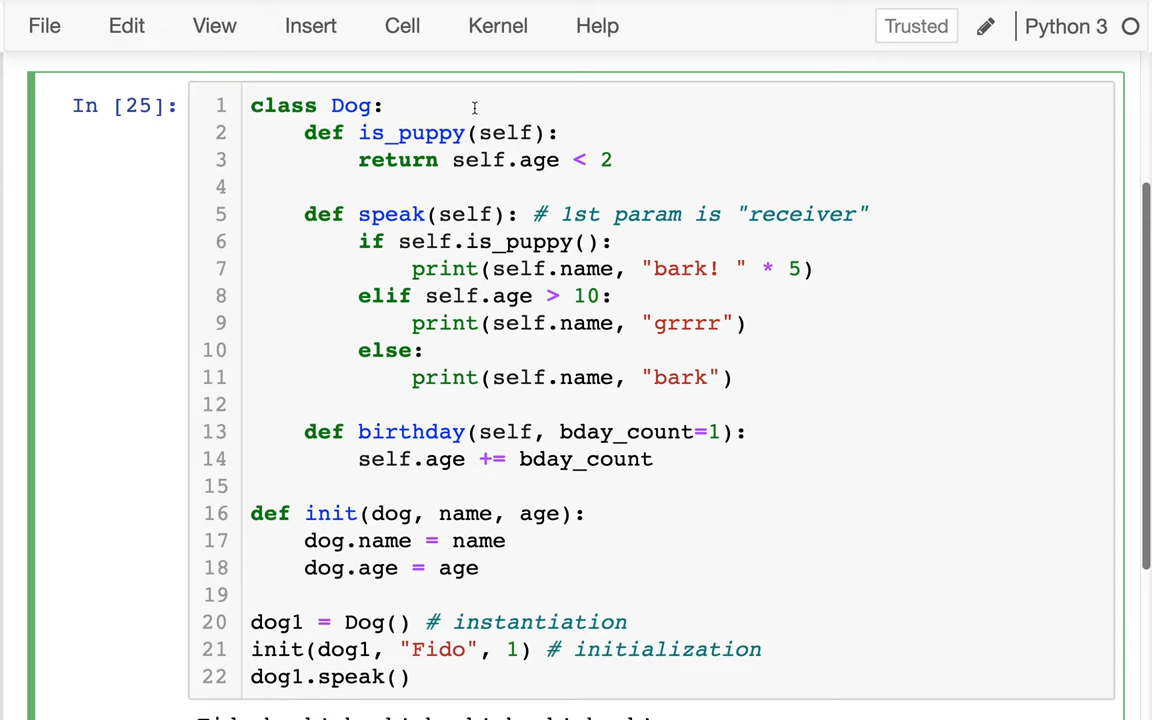 File Edit View Insert Cell Kernel Help Trusted Python 3
In [25]:
1 class Dog:
2     def is_puppy(self):
3         return self.age < 2
4
5     def speak(self): # 1st param is "receiver"
6         if self.is_puppy():
7             print(self.name, "bark! " * 5)
8         elif self.age > 10:
9             print(self.name, "grrrr")
10         else:
11             print(self.name, "bark")
12
13     def birthday(self, bday_count=1):
14         self.age += bday_count
15
16 def init(dog, name, age):
17     dog.name = name
18     dog.age = age
19
20 dog1 = Dog() # instantiation
21 init(dog1, "Fido", 1) # initialization
22 dog1.speak()